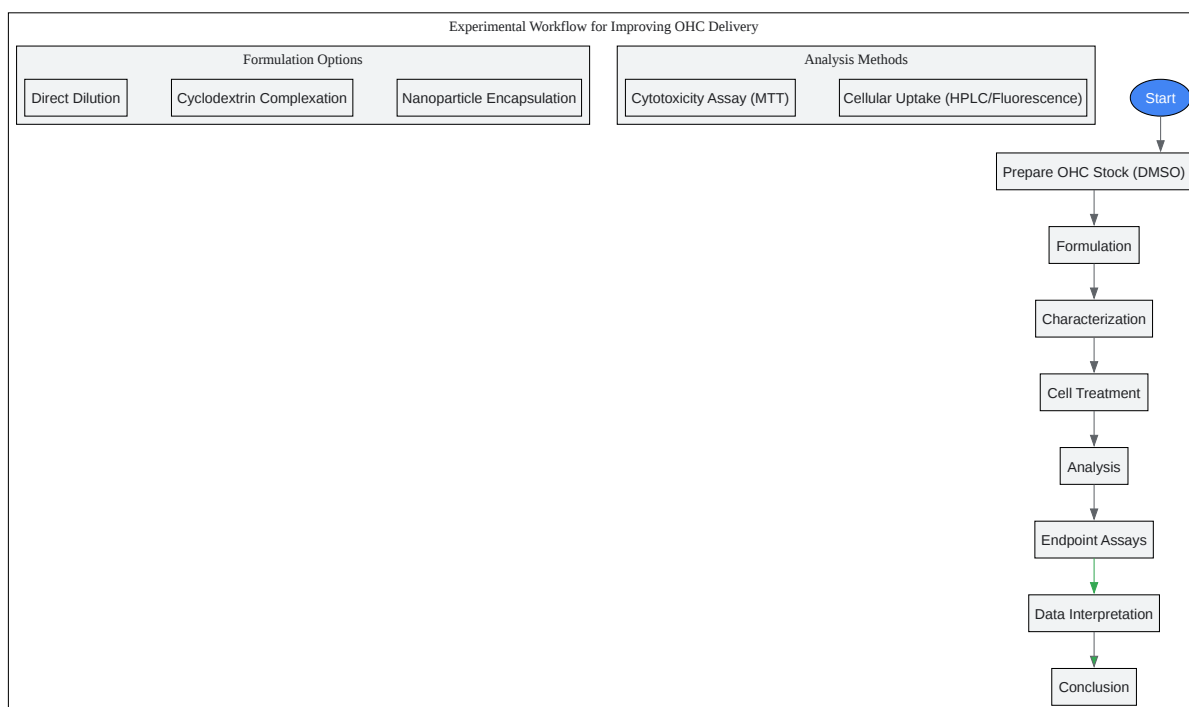 Experimental Workflow for Improving OHC Delivery
Formulation Options
Direct Dilution
Cyclodextrin Complexation
Nanoparticle Encapsulation
Analysis Methods
Cytotoxicity Assay (MTT)
Cellular Uptake (HPLC/Fluorescence)
Start
Prepare OHC Stock (DMSO)
Formulation
Characterization
Cell Treatment
Analysis
Endpoint Assays
Data Interpretation
Conclusion